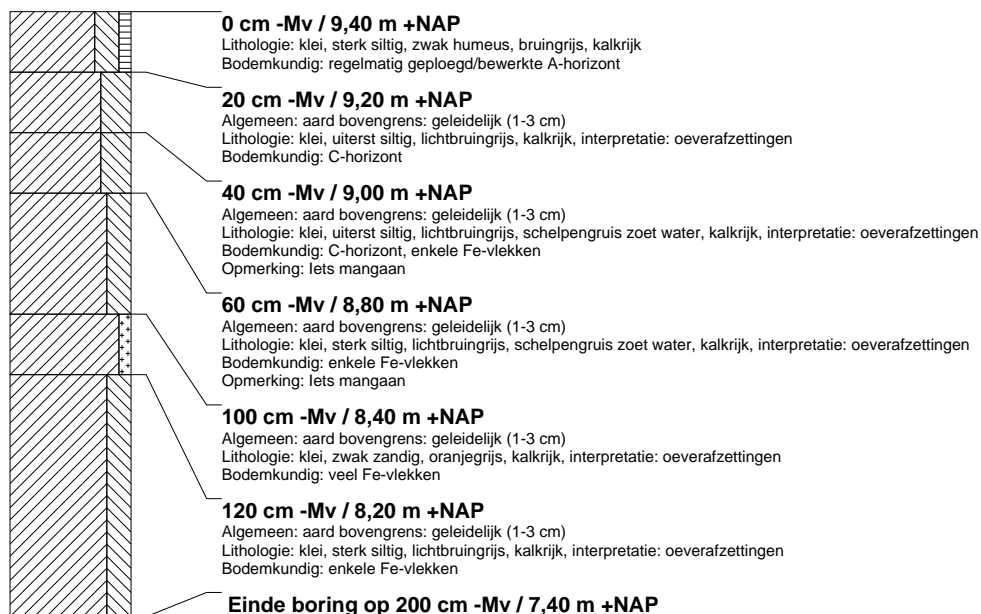 0 cm -Mv / 9,40 m +NAP
Lithologie: klei, sterk siltig, zwak humeus, bruingrijs, kalkrijk
Bodemkundig: regelmatig geploegd/bewerkte A-horizont
20 cm -Mv / 9,20 m +NAP
Algemeen: aard bovengrens: geleidelijk (1-3 cm)
Lithologie: klei, uiterst siltig, lichtbruingrijs, kalkrijk, interpretatie: oeverafzettingen
Bodemkundig: C-horizont
40 cm -Mv / 9,00 m +NAP
Algemeen: aard bovengrens: geleidelijk (1-3 cm)
Lithologie: klei, uiterst siltig, lichtbruingrijs, schelpengruis zoet water, kalkrijk, interpretatie: oeverafzettingen
Bodemkundig: C-horizont, enkele Fe-vlekken
Opmerking: Iets mangaan
60 cm -Mv / 8,80 m +NAP
Algemeen: aard bovengrens: geleidelijk (1-3 cm)
Lithologie: klei, sterk siltig, lichtbruingrijs, schelpengruis zoet water, kalkrijk, interpretatie: oeverafzettingen
Bodemkundig: enkele Fe-vlekken
Opmerking: Iets mangaan
100 cm -Mv / 8,40 m +NAP
Algemeen: aard bovengrens: geleidelijk (1-3 cm)
Lithologie: klei, zwak zandig, oranjegrijs, kalkrijk, interpretatie: oeverafzettingen
Bodemkundig: veel Fe-vlekken
120 cm -Mv / 8,20 m +NAP
Algemeen: aard bovengrens: geleidelijk (1-3 cm)
Lithologie: klei, sterk siltig, lichtbruingrijs, kalkrijk, interpretatie: oeverafzettingen
Bodemkundig: enkele Fe-vlekken
Einde boring op 200 cm -Mv / 7,40 m +NAP